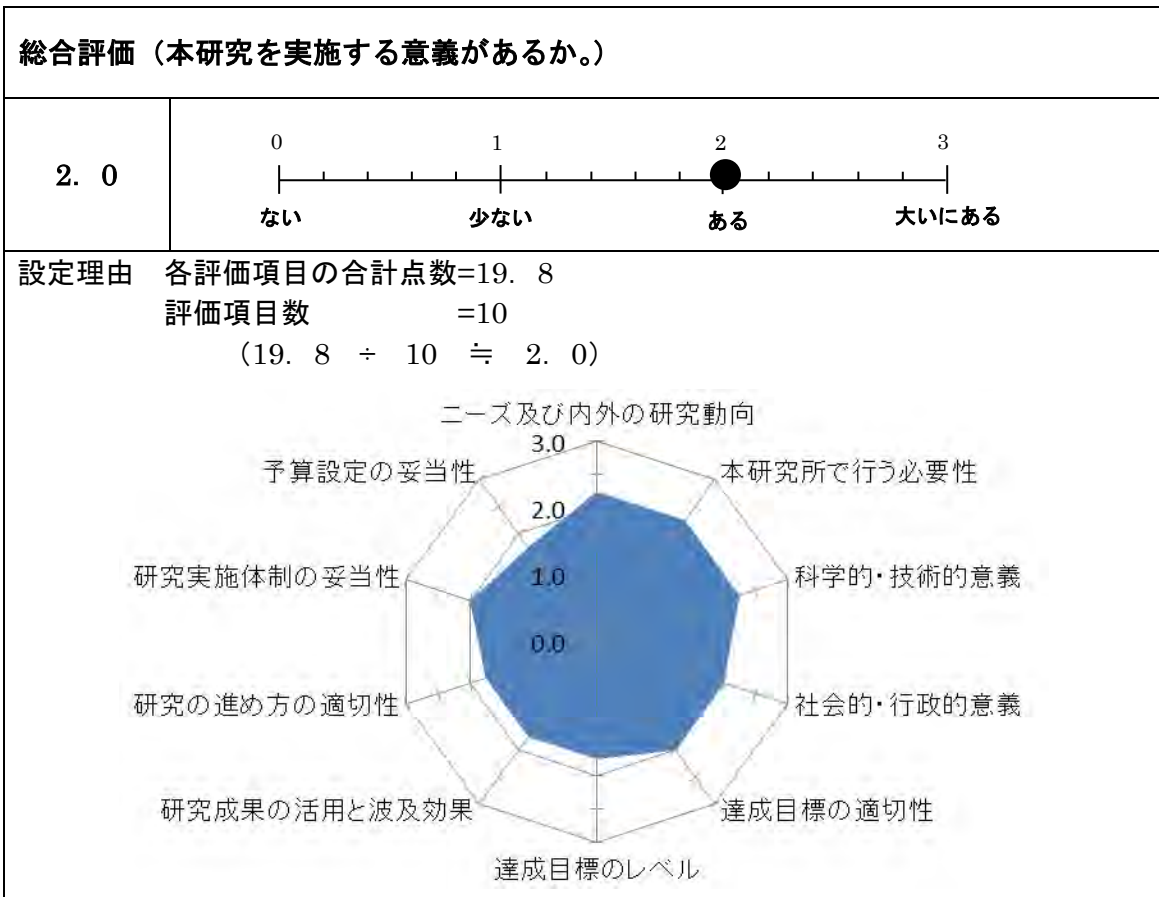 総合評価（本研究を実施する意義があるか。）
2. 0
0 1 2 3
ない 少ない ある 大いにある
設定理由 各評価項目の合計点数=19. 8
評価項目数 =10
（19. 8 ÷ 10 ≒ 2. 0）
ニーズ及び内外の研究動向
3.0
予算設定の妥当性
本研究所で行う必要性
2.0
研究実施体制の妥当性
1.0
科学的・技術的意義
0.0
研究の進め方の適切性
社会的・行政的意義
研究成果の活用と波及効果
達成目標の適切性
達成目標のレベル